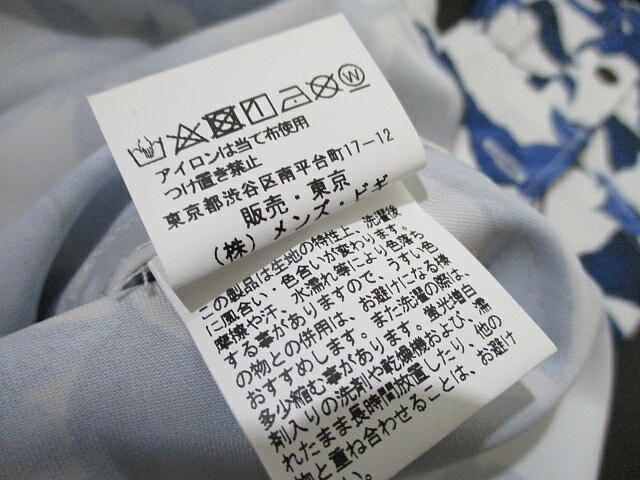 アイロンは当て布使用
つけ置き禁止
東京都渋谷区南平台町17-12
販売・東京
(株) メンズ・ビギ
この製品は生地の特性上、洗濯後
に風合い、色合いが変わります。
摩擦や汗、水濡れ等により色落ち
する事がありますので、うすい色
の物との併用は、お避けになる様
おすすめします。また洗濯の際は、
多少縮む事があります。蛍光増白
剤入りの洗剤や乾燥機および、濡
れたまま長時間放置したり、他の
物と重ね合わせることは、お避け
い。